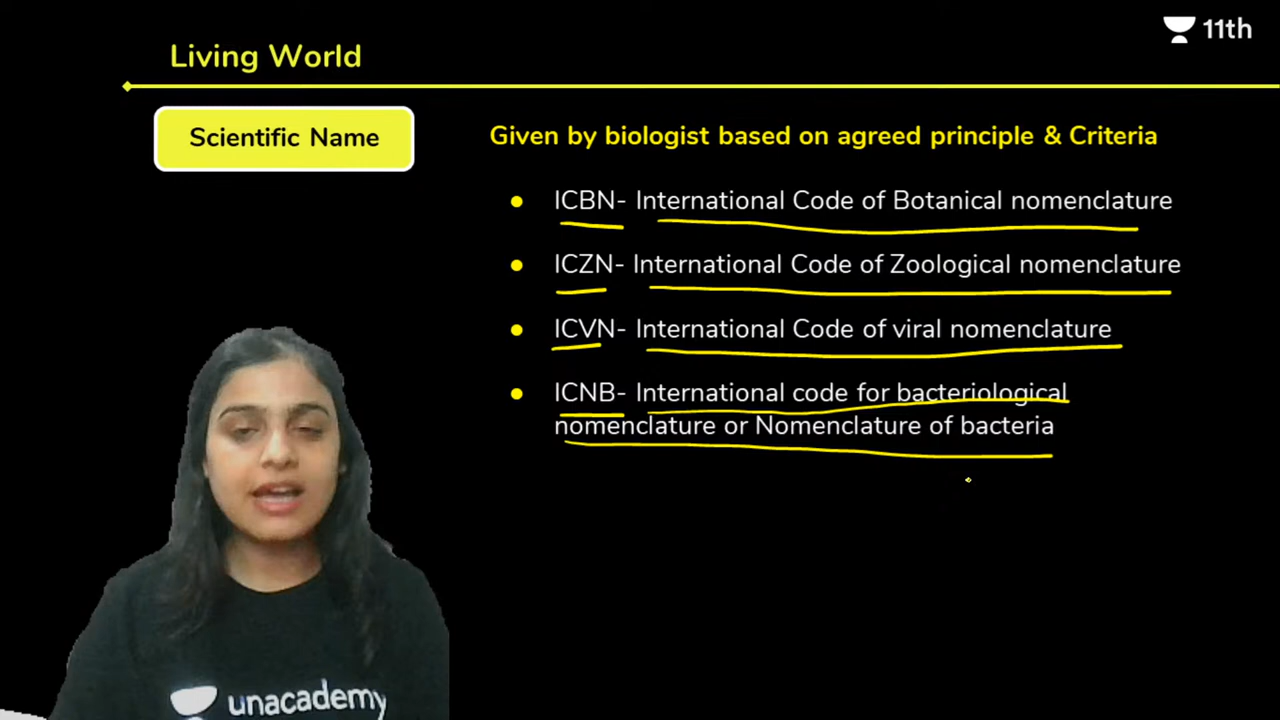 Living World
11th
Scientific Name
Given by biologist based on agreed principle & Criteria
ICBN- International Code of Botanical nomenclature
ICZN- International Code of Zoological nomenclature
ICVN- International Code of viral nomenclature
ICNB- International code for bacteriological
nomenclature or Nomenclature of bacteria
unacademy